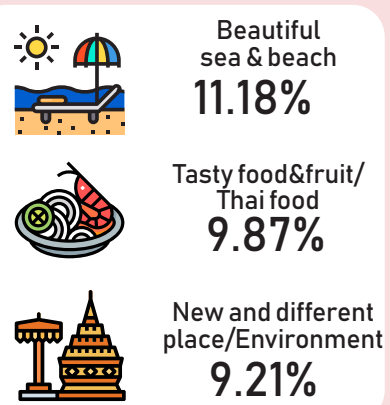 Beautiful
sea & beach
11.18%
Tasty food&fruit/
Thai food
9.87%
New and different
place/Environment
9.21%